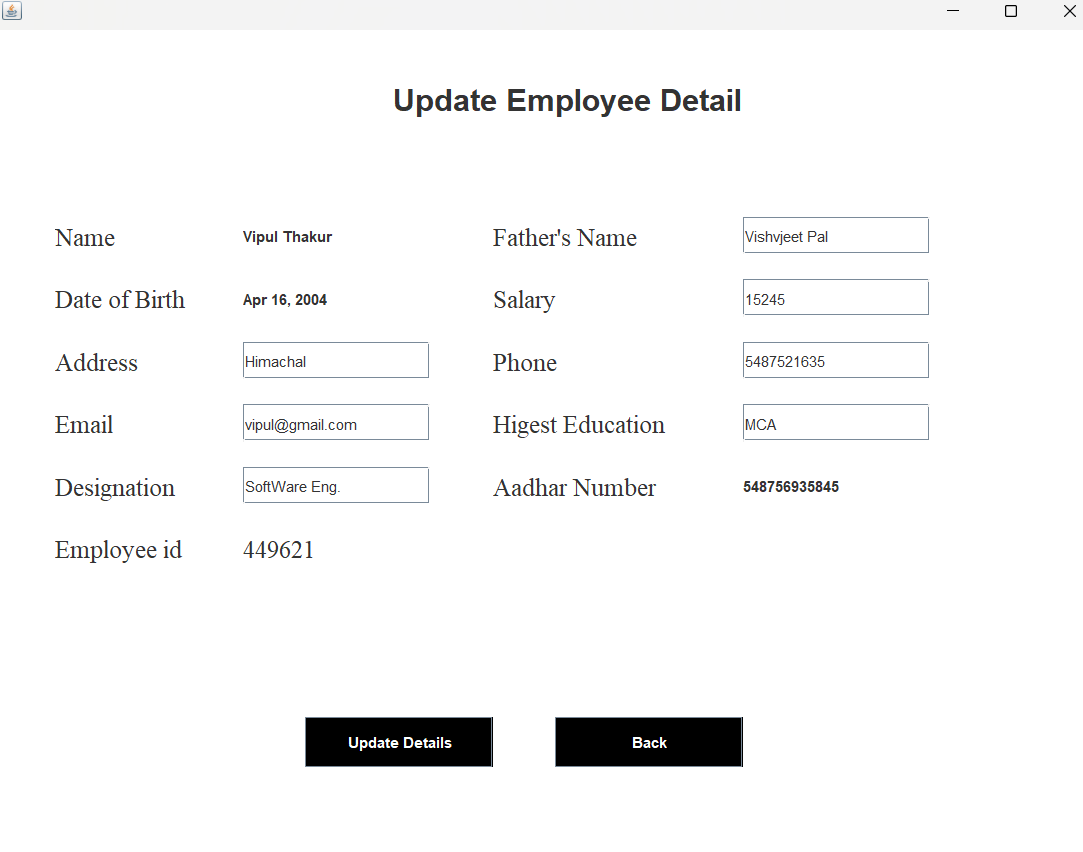 Update Employee Detail
Name Vipul Thakur Father's Name Vishvjeet Pal
Date of Birth Apr 16, 2004 Salary 15245
Address Himachal Phone 5487521635
Email vipul@gmail.com Higest Education MCA
Designation SoftWare Eng. Aadhar Number 548756935845
Employee id 449621
Update Details Back